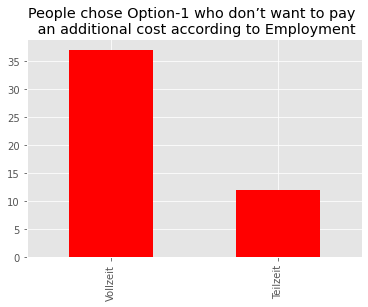 People chose Option-1 who don’t want to pay
an additional cost according to Employment
35
30
25
20
15
10
5
0
Vollzeit
Teilzeit